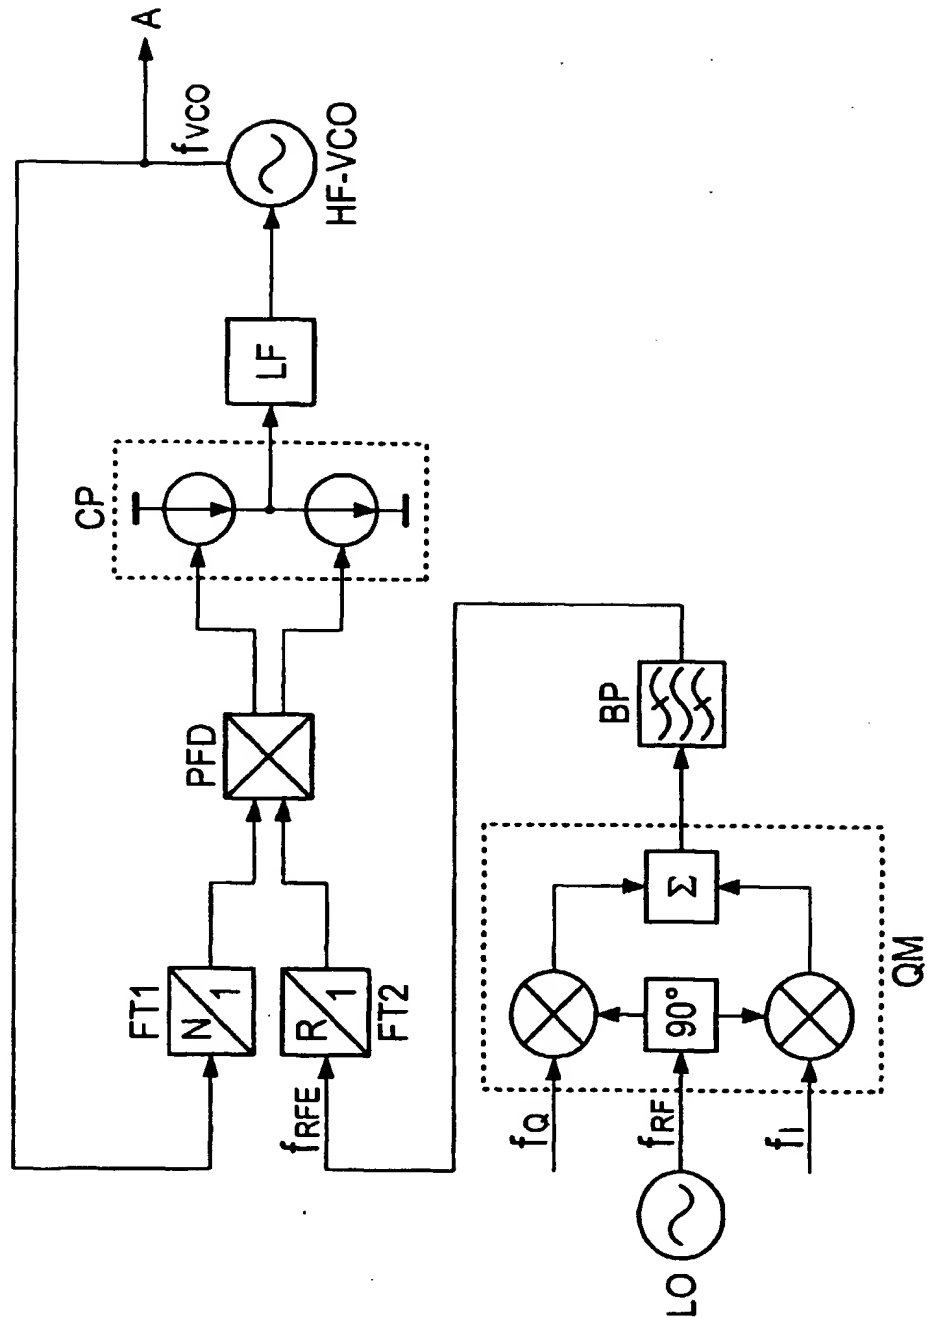 A
fVCO
HF-VCO
LF
CP
PFD
FT1
N 1
R 1
FT2
fRFE
BP
Σ
90°
QM
fQ
fRF
fI
LO